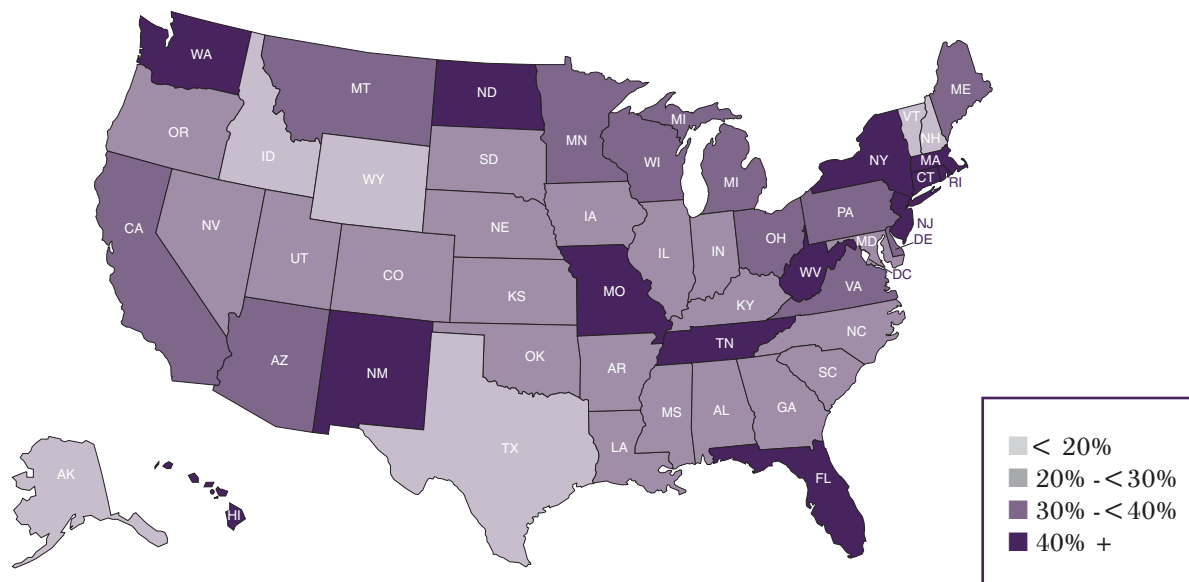 WA
MT
ND
MN
MI
ME
VT
NH
OR
ID
SD
WI
NY
MA
CT
RI
WY
MI
CA
NV
NE
IA
PA
NJ
DE
UT
CO
IL
IN
OH
MD
DC
KS
MO
WV
VA
KY
AZ
NM
OK
TN
NC
AR
SC
MS
AL
GA
TX
LA
AK
FL
HI
< 20%
20% -< 30%
30% -< 40%
40% +